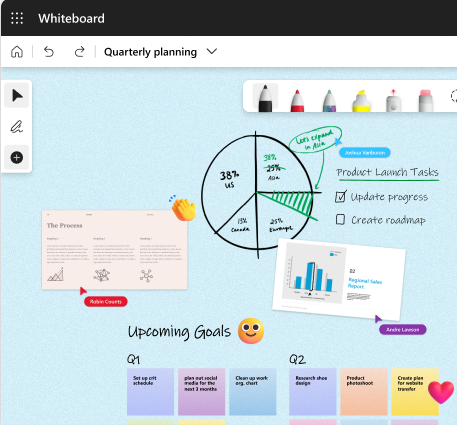 Whiteboard
Quarterly planning
Let's expand
in Asia
Joshua VanBuren
38%
25%
Asia
38%
US
13%
Canada
25%
Product Launch Tasks
Update progress
Create roadmap
The Process
Robin Counts
Q2
Regional Sales
Report
Andre Lawson
Upcoming Goals
Q1
Q2
Set up crit
schedule
plan out social
media for the
next 3 months
Clean up work
org. chart
Research shoe
design
Product
photoshoot
Create plan
for website
transfer